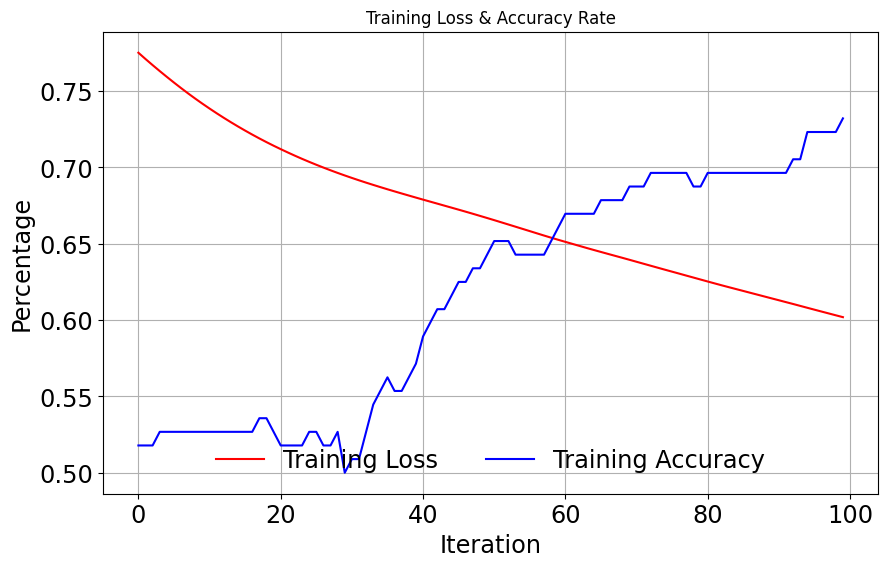 Training Loss & Accuracy Rate
0.75
0.70
0.65
0.60
0.55
0.50
Percentage
Training Loss
Training Accuracy
0 20 40 60 80 100
Iteration